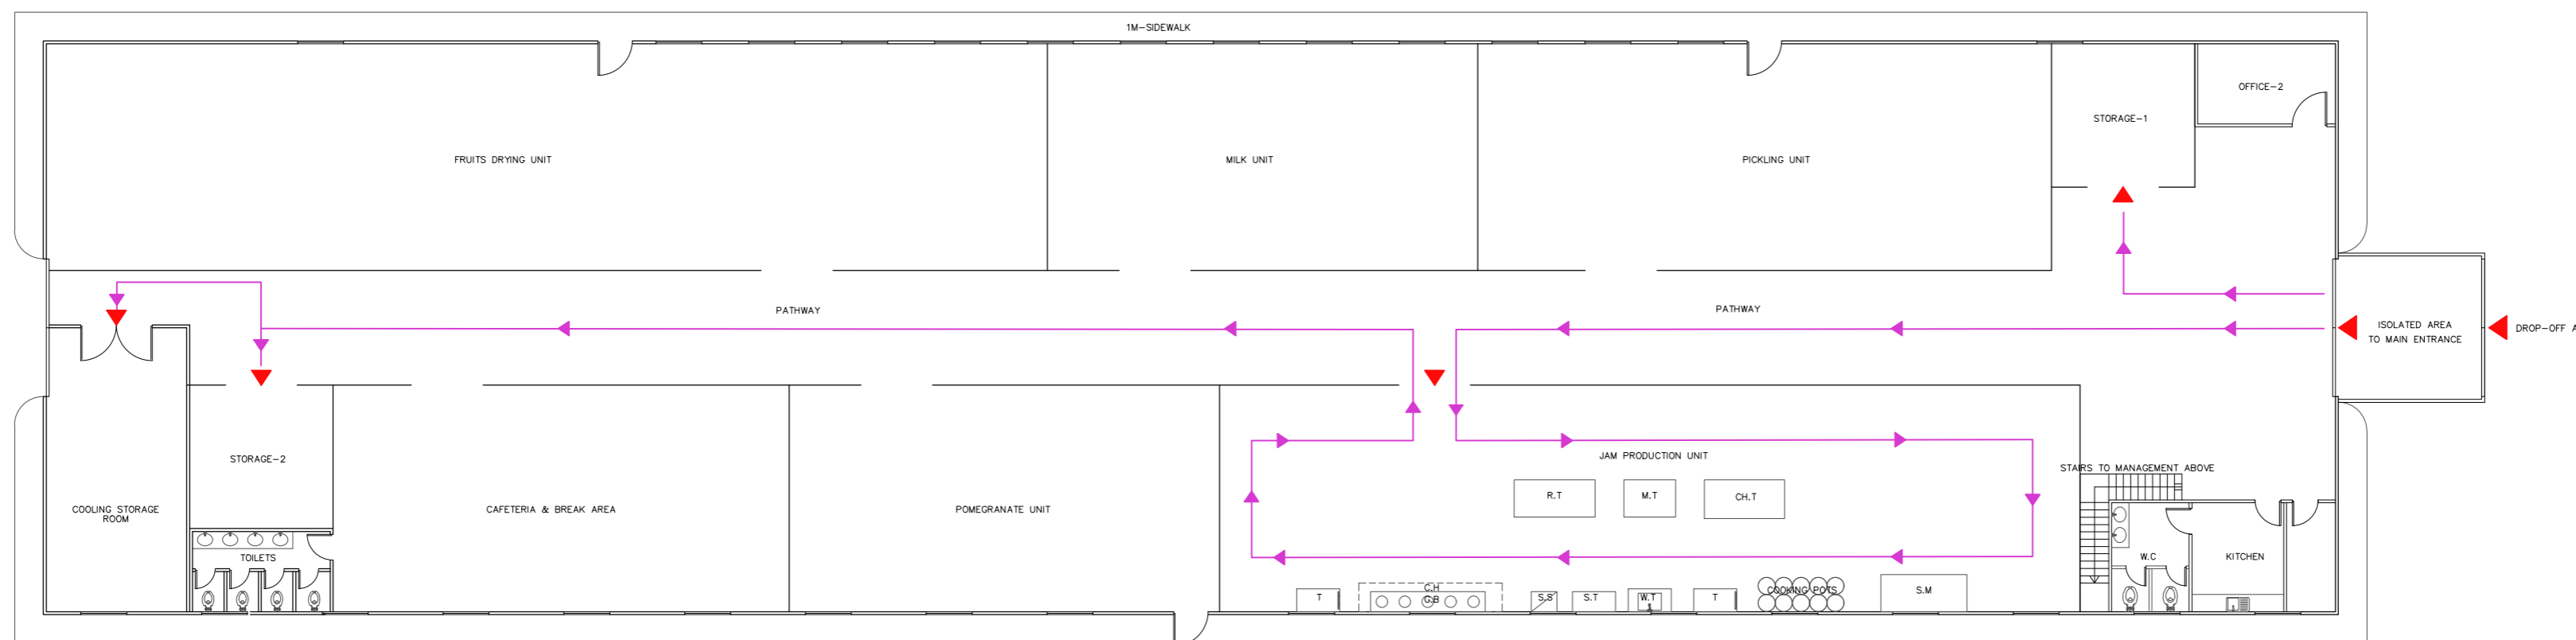 1M-SIDEWALK
OFFICE-2
STORAGE-1
FRUITS DRYING UNIT
MILK UNIT
PICKLING UNIT
PATHWAY
PATHWAY
ISOLATED AREA
TO MAIN ENTRANCE
DROP-OFF A
STORAGE-2
JAM PRODUCTION UNIT
STAIRS TO MANAGEMENT ABOVE
R.T
M.T
CH.T
COOLING STORAGE
ROOM
CAFETERIA & BREAK AREA
POMEGRANATE UNIT
TOILETS
W.C
KITCHEN
C.H
G.B
T
S.S
S.T
W.T
T
COOKING POTS
S.M